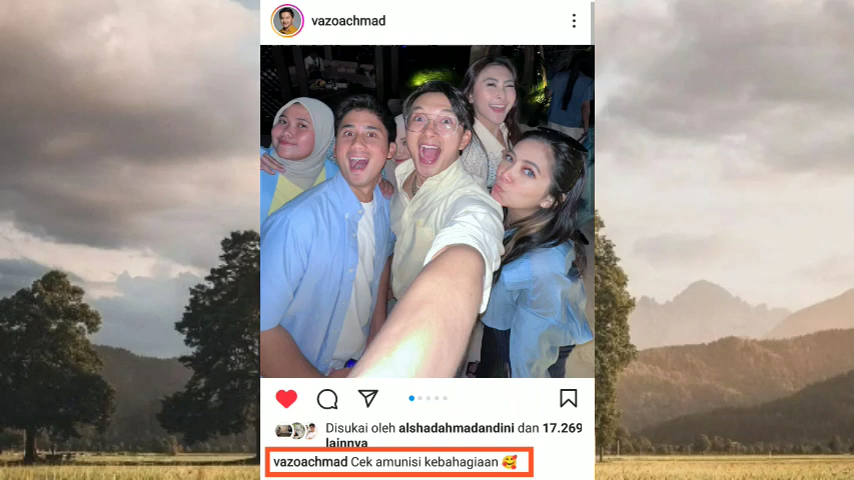 vazoachmad
Disukai oleh alshadahmadandini dan 17.269
lainnya
vazoachmad Cek amunisi kebahagiaan 🥰